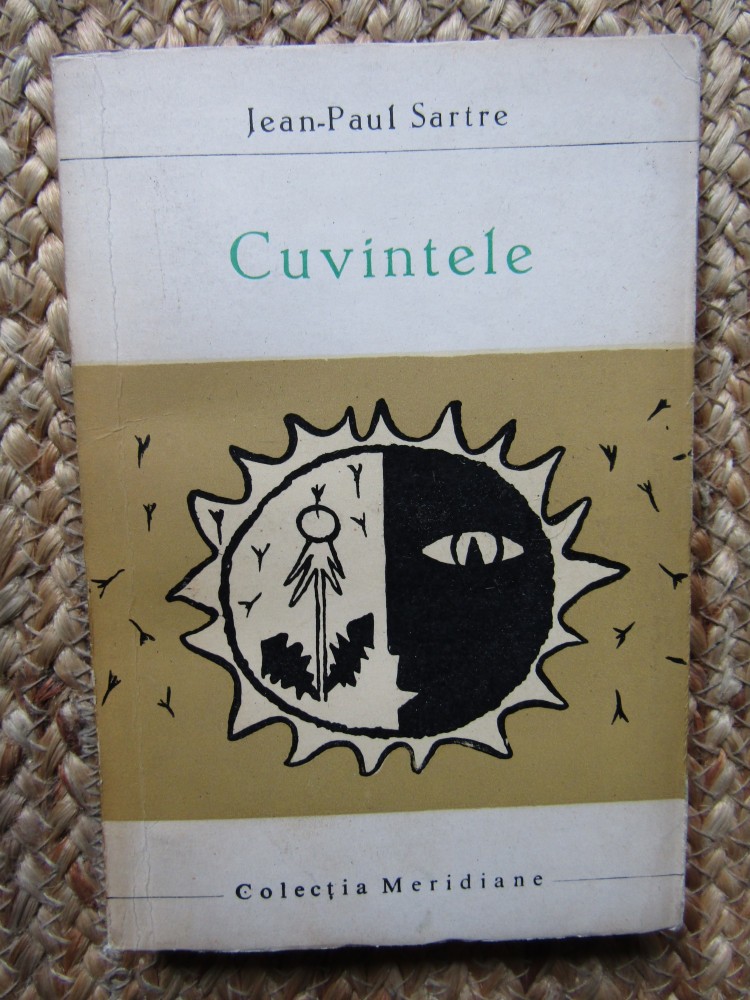 Jean-Paul Sartre
Cuvintele
Colecția Meridiane